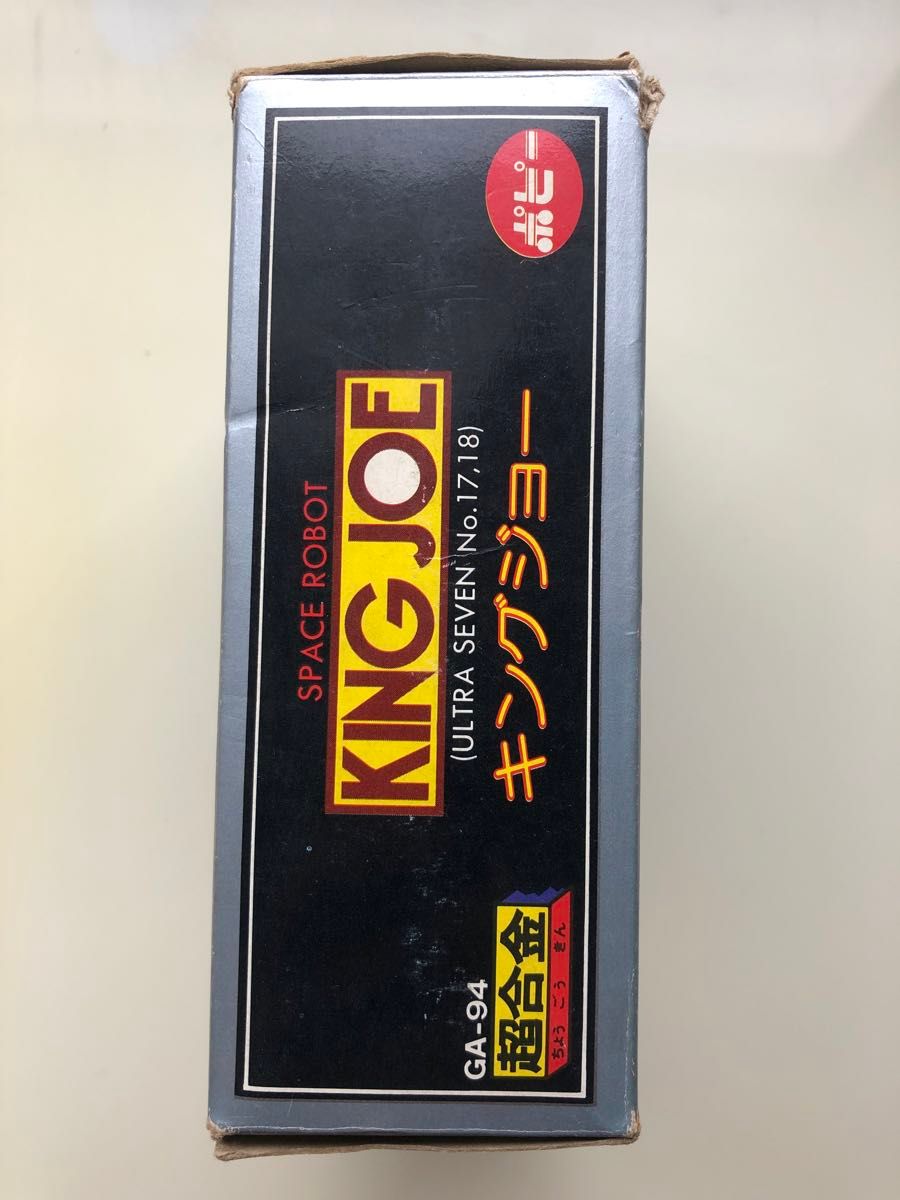 SPACE ROBOT
KING JOE
(ULTRA SEVEN No.17,18)
キングジョー
GA-94
超合金
ちょう ごう きん
ポピー